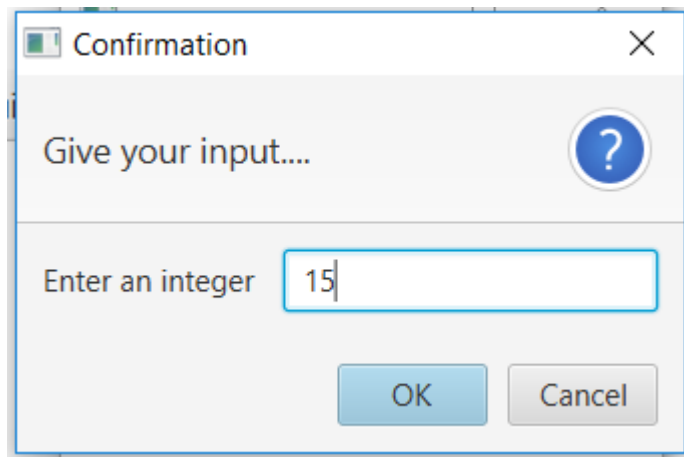 Confirmation
Give your input....
?
Enter an integer 15
OK Cancel